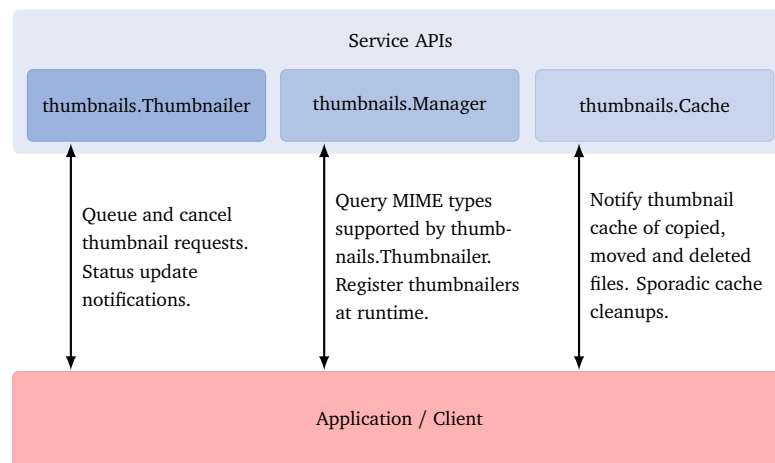 Service APIs
thumbnails.Thumbnailer
thumbnails.Manager
thumbnails.Cache
Queue and cancel
thumbnail requests.
Status update
notifications.
Query MIME types
supported by thumb-
nails.Thumbnailer.
Register thumbnailers
at runtime.
Notify thumbnail
cache of copied,
moved and deleted
files. Sporadic cache
cleanups.
Application / Client